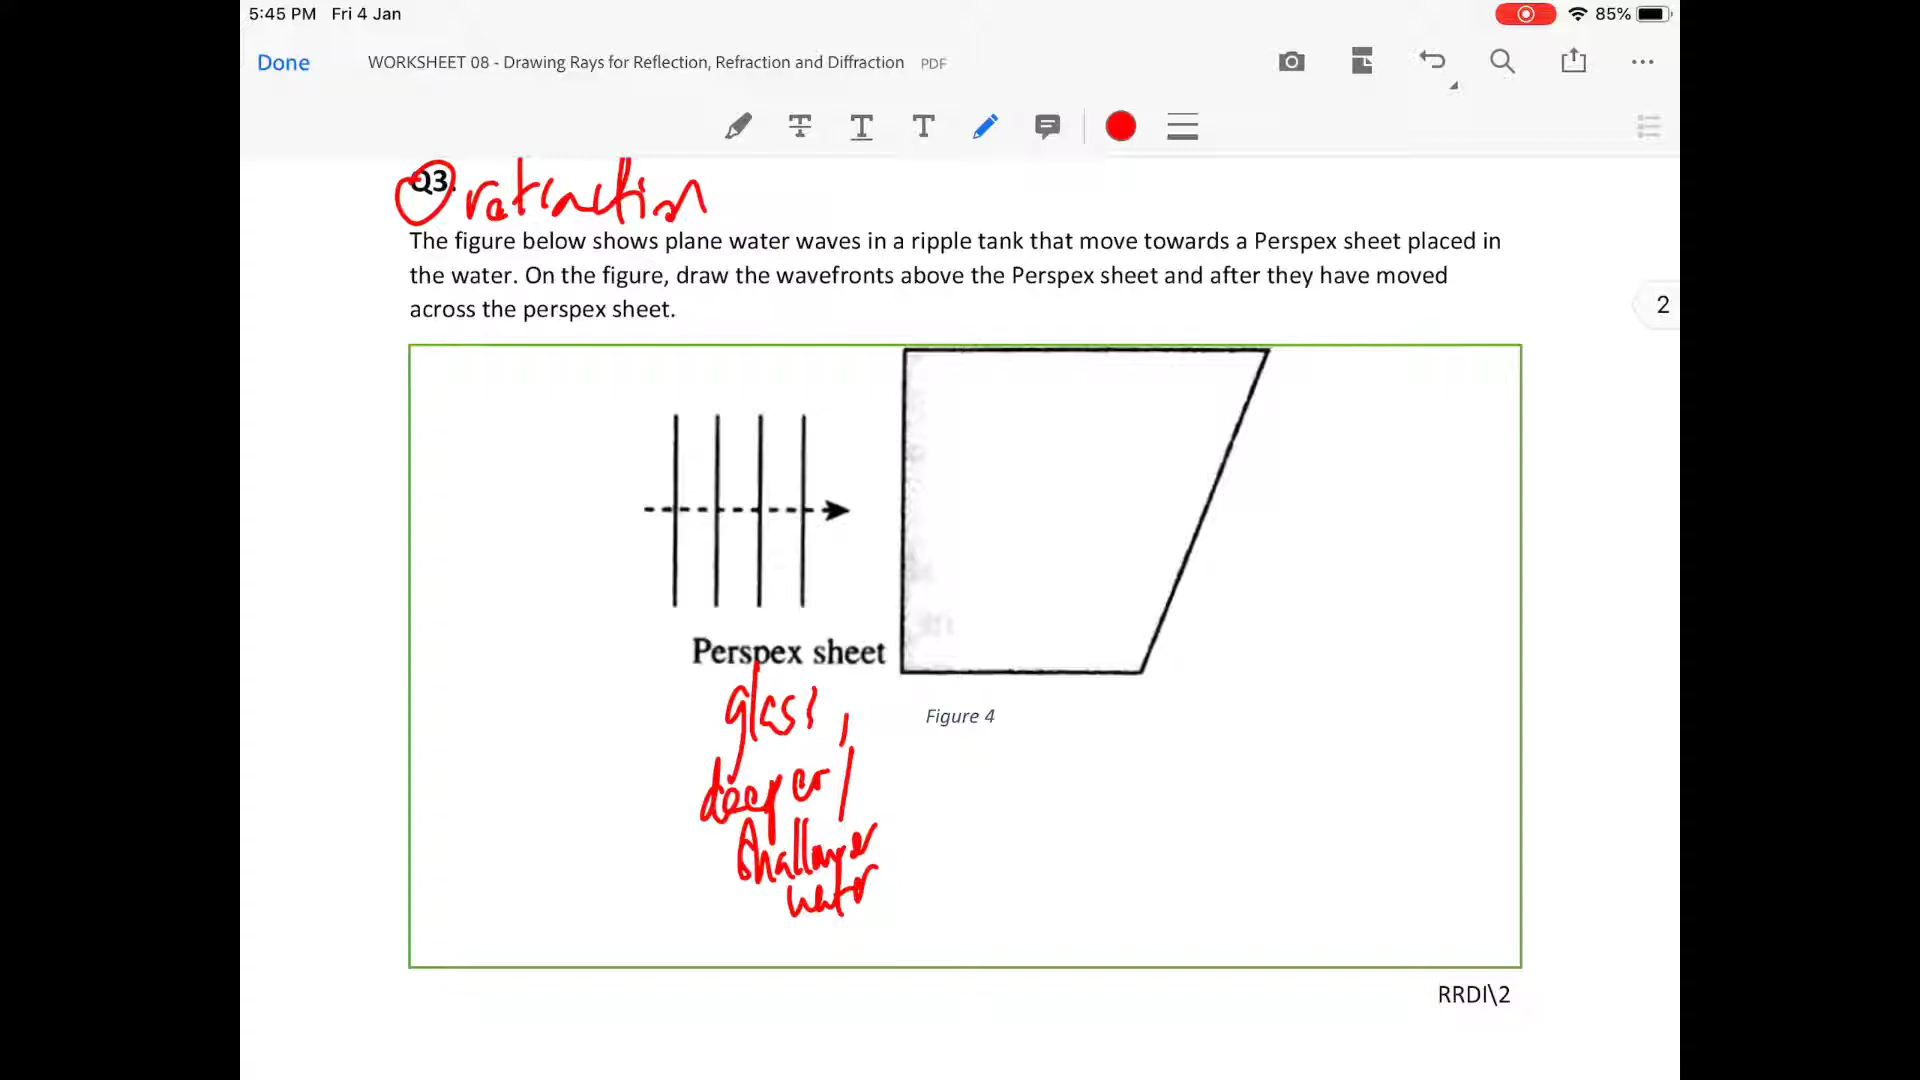 5:45 PM Fri 4 Jan
85%
Done
WORKSHEET 08 - Drawing Rays for Reflection, Refraction and Diffraction PDF
T T T
Q3. refraction
The figure below shows plane water waves in a ripple tank that move towards a Perspex sheet placed in
the water. On the figure, draw the wavefronts above the Perspex sheet and after they have moved
across the perspex sheet.
2
Perspex sheet
glass,
deeper /
shallower
water
Figure 4
RRDI\2